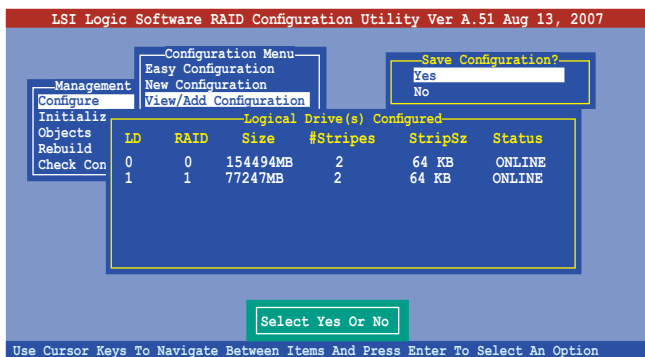 LSI Logic Software RAID Configuration Utility Ver A.51 Aug 13, 2007
Configuration Menu
Easy Configuration
New Configuration
View/Add Configuration
Save Configuration?
Yes
No
Management
Configure
Initializ
Objects
Rebuild
Check Con
Logical Drive(s) Configured
LD RAID Size #Stripes StripSz Status
0 0 154494MB 2 64 KB ONLINE
1 1 77247MB 2 64 KB ONLINE
Select Yes Or No
Use Cursor Keys To Navigate Between Items And Press Enter To Select An Option